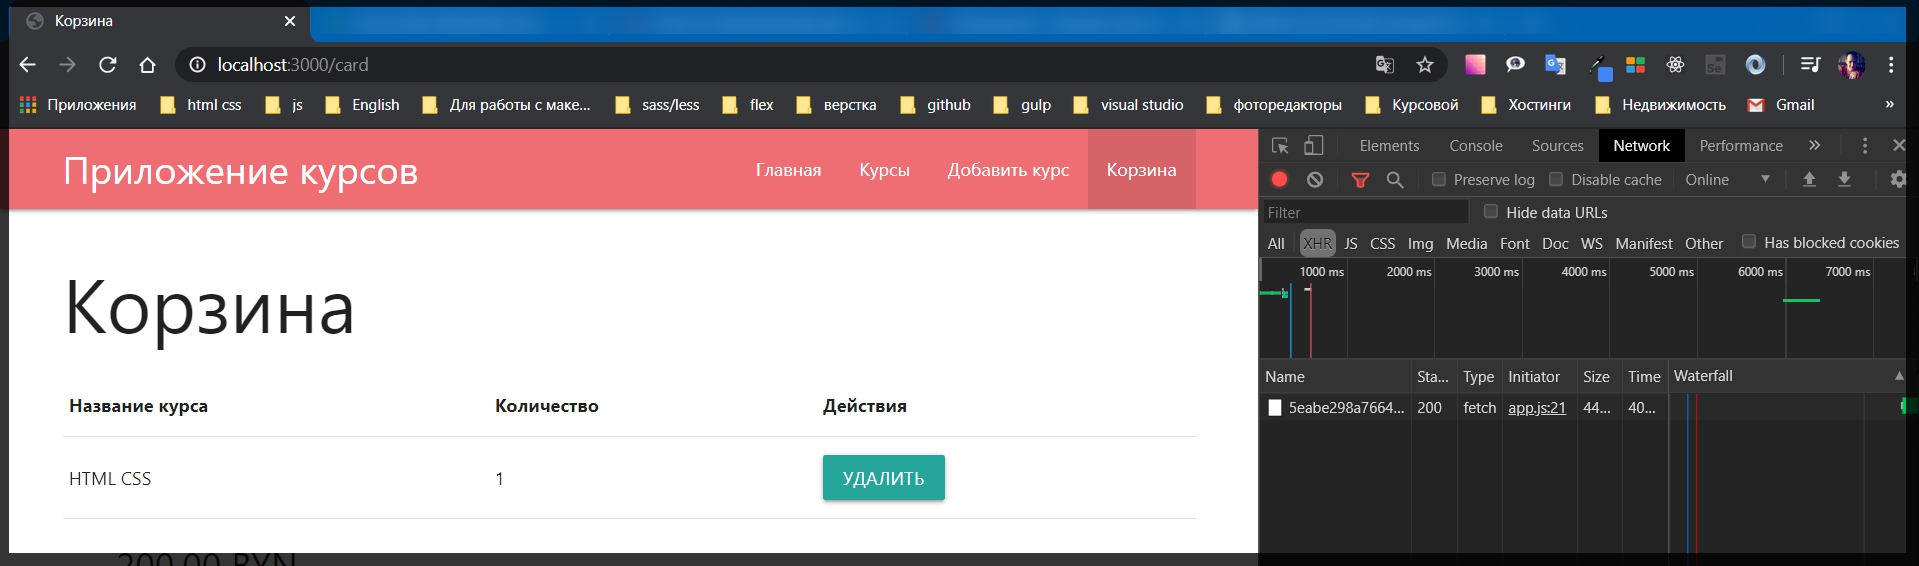 Корзина
localhost:3000/card
Приложения html css js English Для работы с маке... sass/less flex верстка github gulp visual studio фоторедакторы Курсовой Хостинги Недвижимость Gmail »
Приложение курсов Главная Курсы Добавить курс Корзина
Корзина
Название курса Количество Действия
HTML CSS 1 УДАЛИТЬ
200.00 BYN
Elements Console Sources Network Performance »
Preserve log Disable cache Online
Filter Hide data URLs
All XHR JS CSS Img Media Font Doc WS Manifest Other Has blocked cookies
1000 ms 2000 ms 3000 ms 4000 ms 5000 ms 6000 ms 7000 ms
Name Sta... Type Initiator Size Time Waterfall
5eabe298a7664... 200 fetch app.js:21 44... 40...